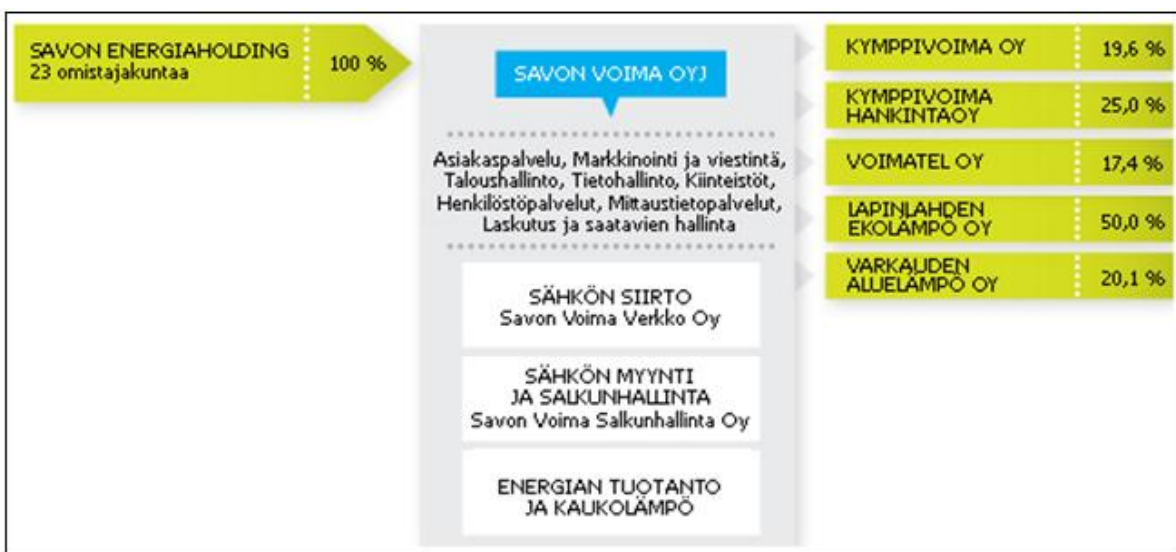 SAVON ENERGIAHOLDING
23 omistajakuntaa
100 %
SAVON VOIMA OYJ
Asiakaspalvelu, Markkinointi ja viestintä,
Taloushallinto, Tietohallinto, Kiinteistöt,
Henkilöstöpalvelut, Mittaustietopalvelut,
Laskutus ja saatavien hallinta
SÄHKÖN SIIRTO
Savon Voima Verkko Oy
SÄHKÖN MYYNTI
JA SALKUNHALLINTA
Savon Voima Salkunhallinta Oy
ENERGIAN TUOTANTO
JA KAUKOLÄMPÖ
KYMPPIVOIMA OY
19,6 %
KYMPPIVOIMA
HANKINTAOY
25,0 %
VOIMATEL OY
17,4 %
LAPINLAHDEN
EKOLÄMPÖ OY
50,0 %
VARKAUDEN
ALUELÄMPÖ OY
20,1 %